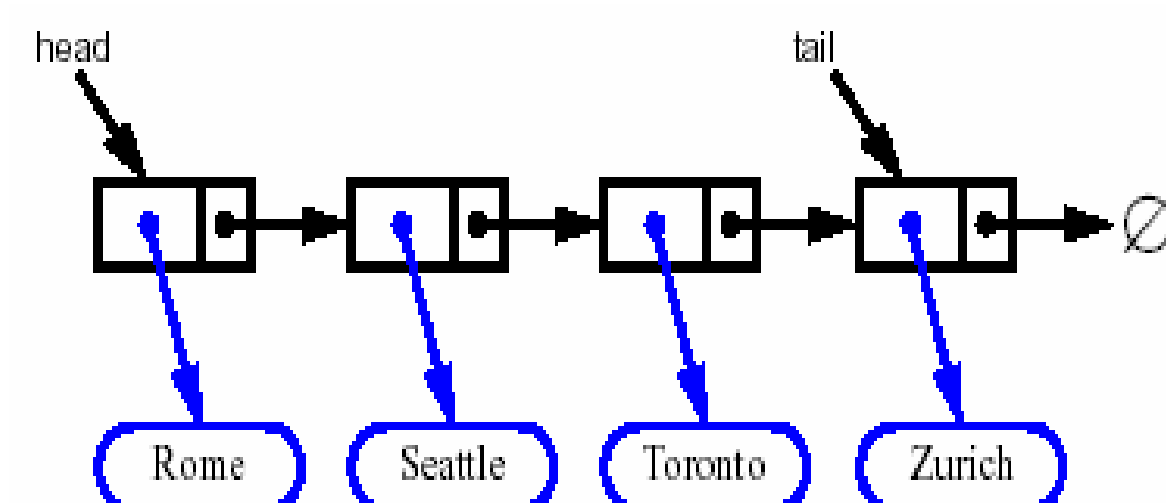 head
tail
∅
Rome
Seattle
Toronto
Zurich